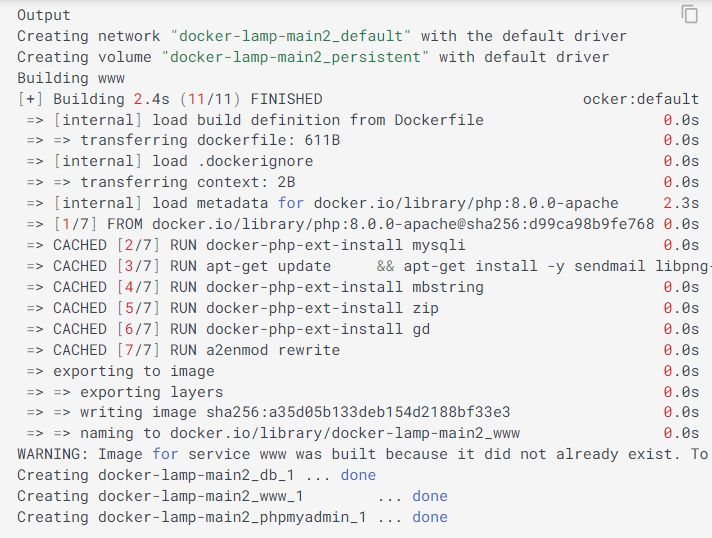 Output
Creating network "docker-lamp-main2_default" with the default driver
Creating volume "docker-lamp-main2_persistent" with default driver
Building www
[+] Building 2.4s (11/11) FINISHED ocker:default
=> [internal] load build definition from Dockerfile 0.0s
=> => transferring dockerfile: 611B 0.0s
=> [internal] load .dockerignore 0.0s
=> => transferring context: 2B 0.0s
=> [internal] load metadata for docker.io/library/php:8.0.0-apache 2.3s
=> [1/7] FROM docker.io/library/php:8.0.0-apache@sha256:d99ca98b9fe768 0.0s
=> CACHED [2/7] RUN docker-php-ext-install mysqli 0.0s
=> CACHED [3/7] RUN apt-get update && apt-get install -y sendmail libpng-
=> CACHED [4/7] RUN docker-php-ext-install mbstring 0.0s
=> CACHED [5/7] RUN docker-php-ext-install zip 0.0s
=> CACHED [6/7] RUN docker-php-ext-install gd 0.0s
=> CACHED [7/7] RUN a2enmod rewrite 0.0s
=> exporting to image 0.0s
=> => exporting layers 0.0s
=> => writing image sha256:a35d05b133deb154d2188bf33e3 0.0s
=> => naming to docker.io/library/docker-lamp-main2_www 0.0s
WARNING: Image for service www was built because it did not already exist. To
Creating docker-lamp-main2_db_1 ... done
Creating docker-lamp-main2_www_1 ... done
Creating docker-lamp-main2_phpmyadmin_1 ... done